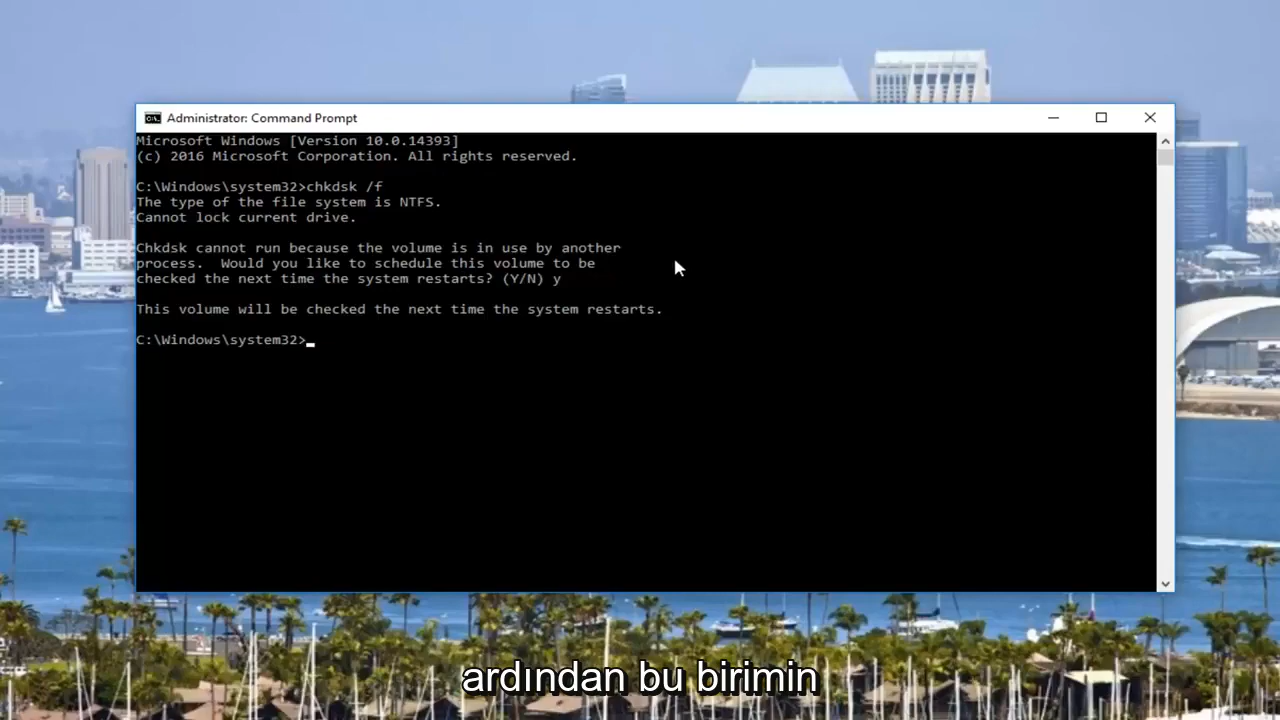 Administrator: Command Prompt
Microsoft Windows [Version 10.0.14393]
(c) 2016 Microsoft Corporation. All rights reserved.
C:\Windows\system32>chkdsk /f
The type of the file system is NTFS.
Cannot lock current drive.
Chkdsk cannot run because the volume is in use by another
process.  Would you like to schedule this volume to be
checked the next time the system restarts? (Y/N) y
This volume will be checked the next time the system restarts.
C:\Windows\system32>
ardından bu birimin